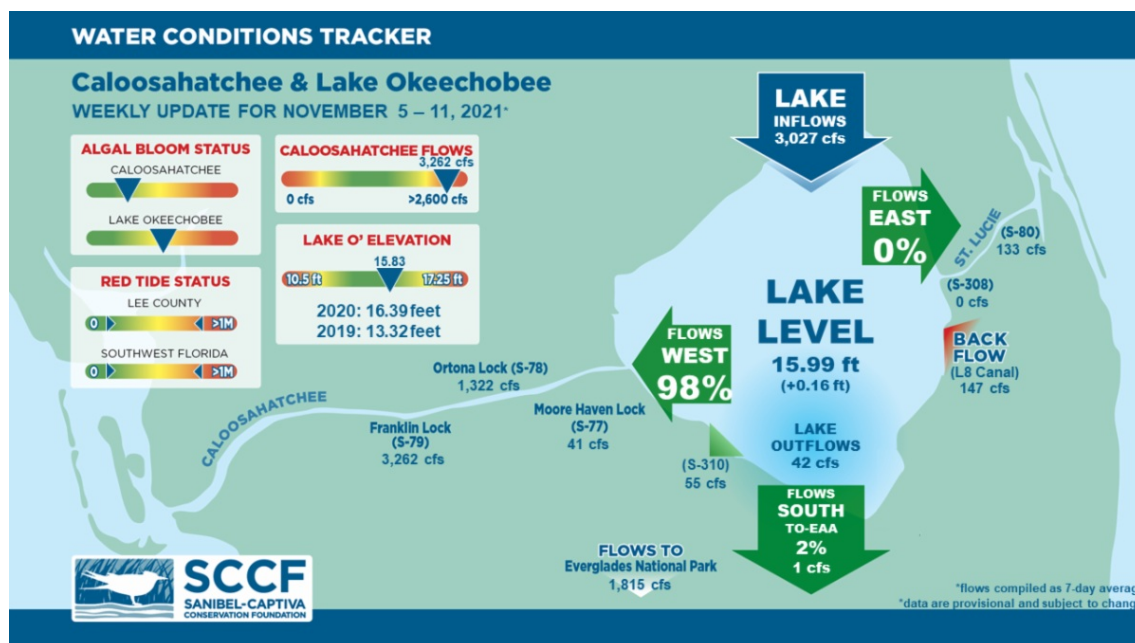 WATER CONDITIONS TRACKER
Caloosahatchee & Lake Okeechobee
WEEKLY UPDATE FOR NOVEMBER 5 – 11, 2021*
ALGAL BLOOM STATUS
CALOOSAHATCHEE
LAKE OKEECHOBEE
RED TIDE STATUS
LEE COUNTY
0 >1M
SOUTHWEST FLORIDA
0 >1M
CALOOSAHATCHEE FLOWS
3,262 cfs
0 cfs >2,600 cfs
LAKE O' ELEVATION
15.83
10.5 ft 17.25 ft
2020: 16.39 feet
2019: 13.32 feet
LAKE
INFLOWS
3,027 cfs
FLOWS
EAST
0%
ST. LUCIE
(S-80)
133 cfs
(S-308)
0 cfs
BACK
FLOW
(L8 Canal)
147 cfs
LAKE
LEVEL
15.99 ft
(+0.16 ft)
FLOWS
WEST
98%
Ortona Lock (S-78)
1,322 cfs
CALOOSAHATCHEE
Franklin Lock
(S-79)
3,262 cfs
Moore Haven Lock
(S-77)
41 cfs
(S-310)
55 cfs
LAKE
OUTFLOWS
42 cfs
FLOWS
SOUTH
TO-EAA
2%
1 cfs
FLOWS TO
Everglades National Park
1,815 cfs
SCCF
SANIBEL-CAPTIVA
CONSERVATION FOUNDATION
*flows compiled as 7-day averag
*data are provisional and subject to chang